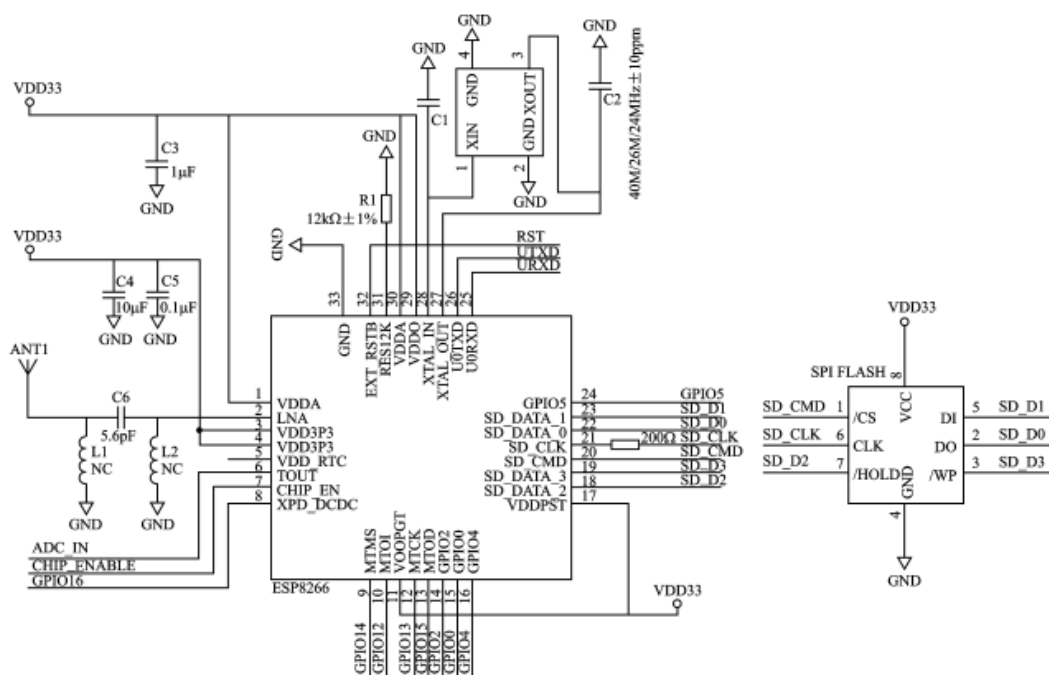 GND
GND
4
3
GND
VDD33
GND
XOUT
C1
C2
40M/26M/24MHz±10ppm
XIN
GND
C3
1μF
GND
GND
1
2
GND
R1
12kΩ±1%
VDD33
GND
RST
UTXD
URXD
C4
10μF
C5
0.1μF
GND
GND
33
32
31
30
29
28
27
26
25
GND
EXT_RSTB
RES12K
VDDA
VDDO
XTAL_IN
XTAL_OUT
U0TXD
U0RXD
ANT1
C6
5.6pF
L1
NC
L2
NC
GND
GND
1 VDDA
2 LNA
3 VDD3P3
4 VDD3P3
5 VDD_RTC
6 TOUT
7 CHIP_EN
8 XPD_DCDC
ADC_IN
CHIP_ENABLE
GPIO16
GPIO5 24 GPIO5
SD_DATA_1 23 SD_D1
SD_DATA_0 22 SD_D0
SD_CLK 21 200Ω SD_CLK
SD_CMD 20 SD_CMD
SD_DATA_3 19 SD_D3
SD_DATA_2 18 SD_D2
VDDPST 17
MTMS
MTOI
VOOPGT
MTCK
MTOD
GPIO2
GPIO0
GPIO4
ESP8266
9
10
11
12
13
14
15
16
GPIO14
GPIO12
GPIO13
GPIO15
GPIO2
GPIO0
GPIO4
VDD33
VDD33
SPI FLASH
8
VCC
SD_CMD 1 /CS
SD_CLK 6 CLK
SD_D2 7 /HOLD
DI 5 SD_D1
DO 2 SD_D0
/WP 3 SD_D3
GND
4
GND